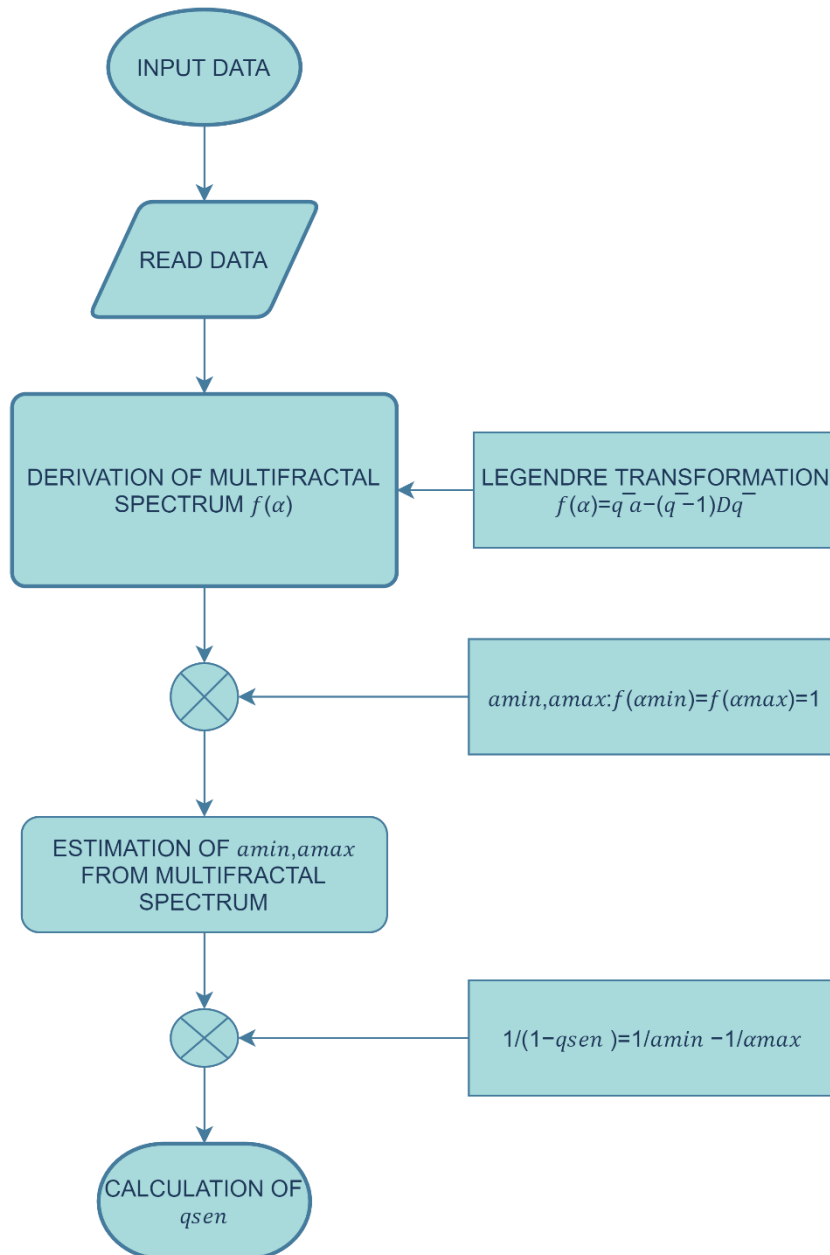 INPUT DATA
READ DATA
DERIVATION OF MULTIFRACTAL
SPECTRUM f(α)
LEGENDRE TRANSFORMATION
f(α)=q¯a−(q¯−1)Dq¯
amin,amax:f(αmin)=f(αmax)=1
ESTIMATION OF amin,amax
FROM MULTIFRACTAL
SPECTRUM
1/(1−qsen )=1/amin −1/αmax
CALCULATION OF
qsen